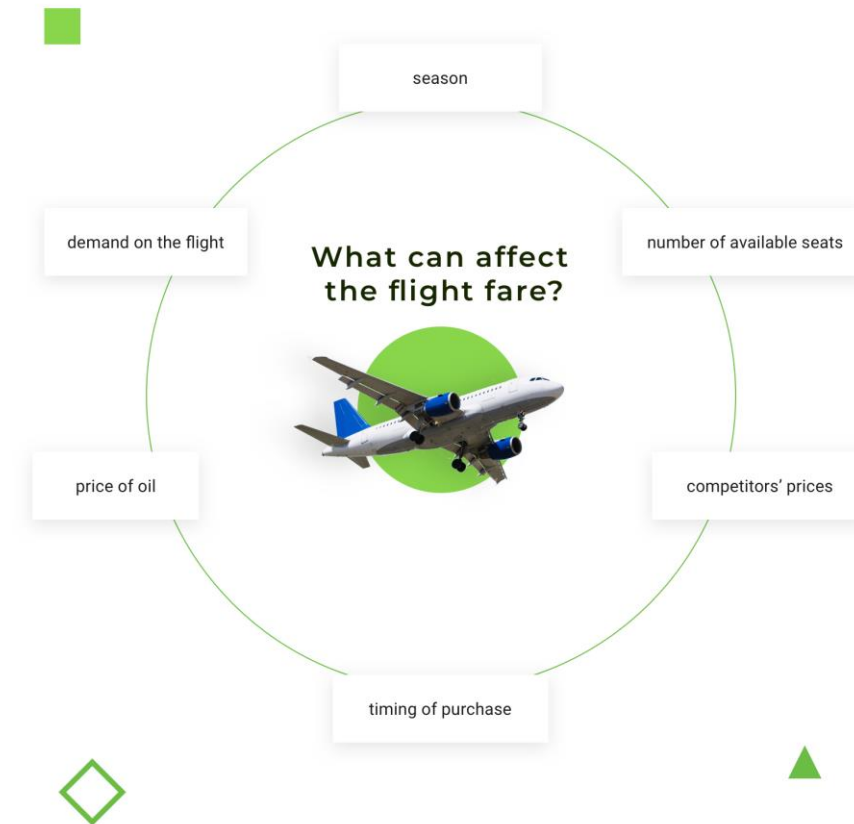 season
demand on the flight
number of available seats
What can affect
the flight fare?
price of oil
competitors’ prices
timing of purchase